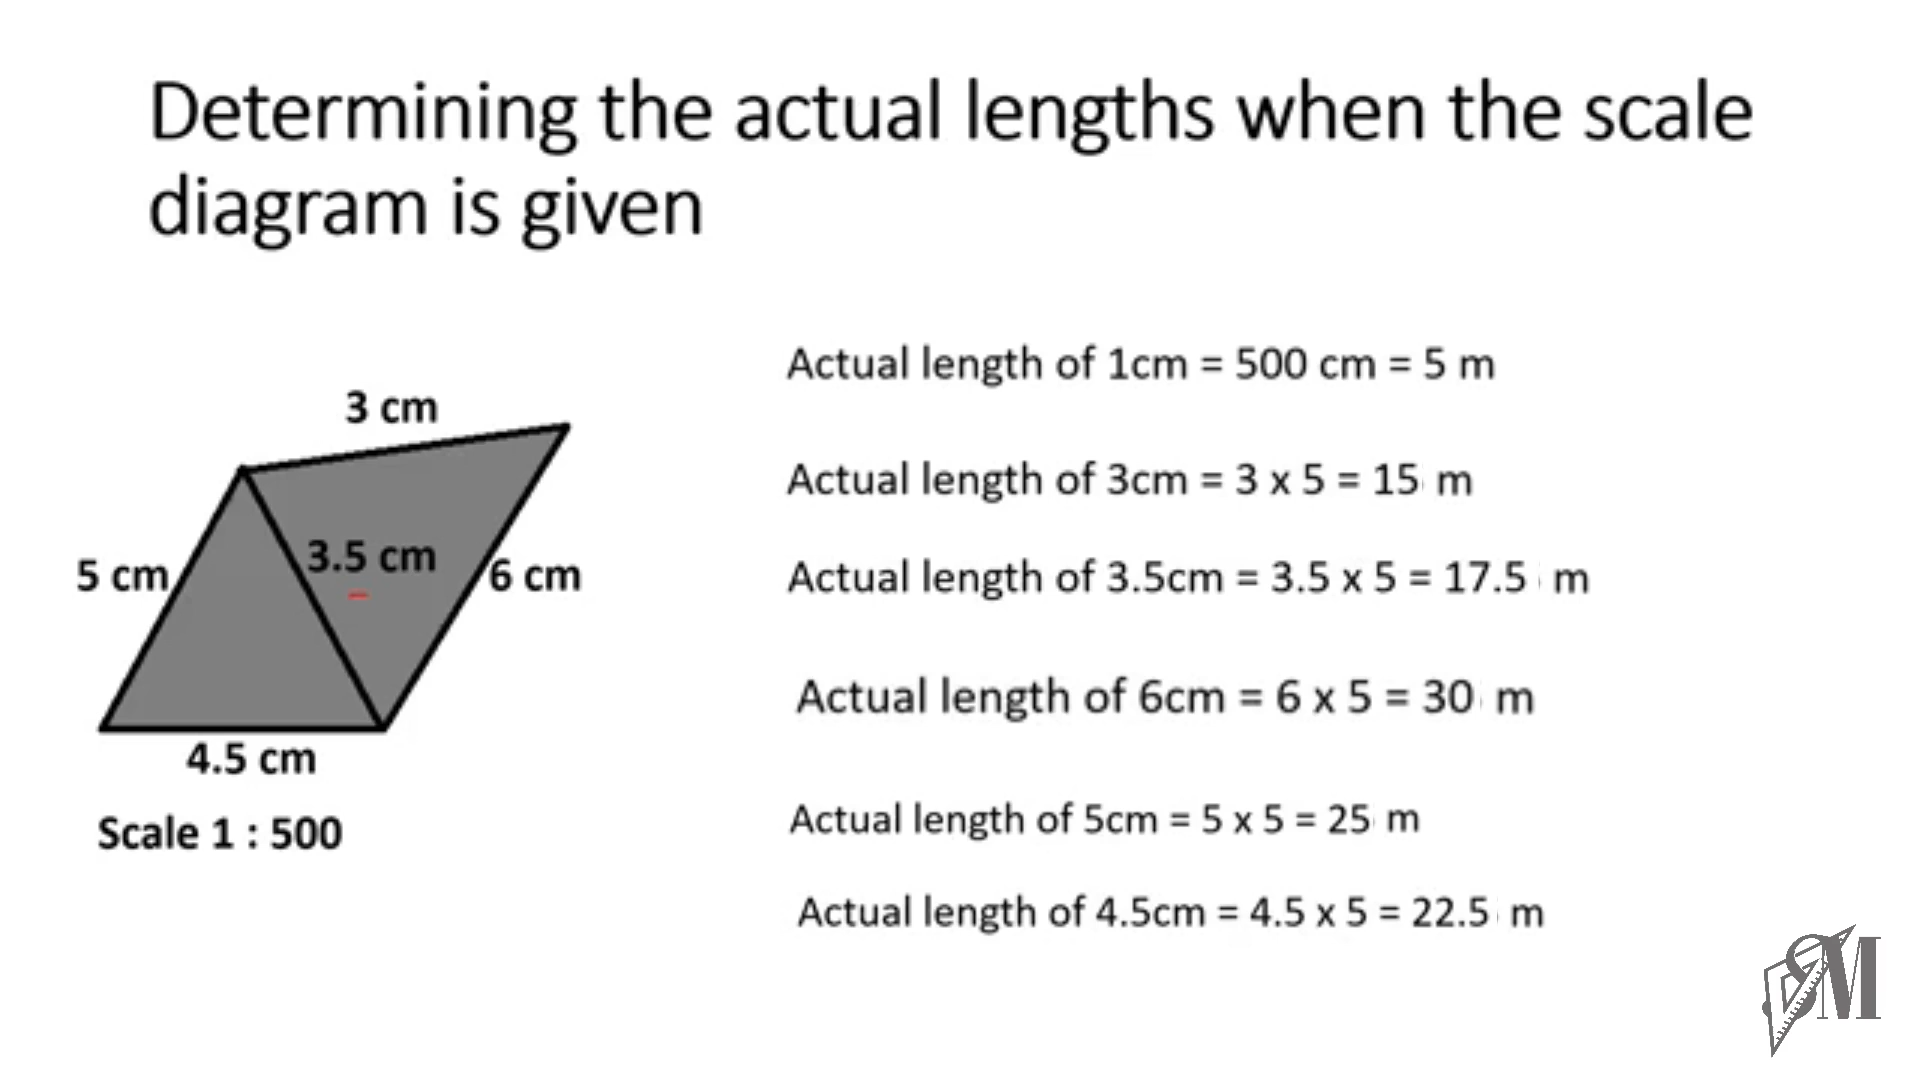 Determining the actual lengths when the scale
diagram is given
3 cm
5 cm
3.5 cm
6 cm
4.5 cm
Scale 1 : 500
Actual length of 1cm = 500 cm = 5 m
Actual length of 3cm = 3 x 5 = 15 m
Actual length of 3.5cm = 3.5 x 5 = 17.5 m
Actual length of 6cm = 6 x 5 = 30 m
Actual length of 5cm = 5 x 5 = 25 m
Actual length of 4.5cm = 4.5 x 5 = 22.5 m
SM